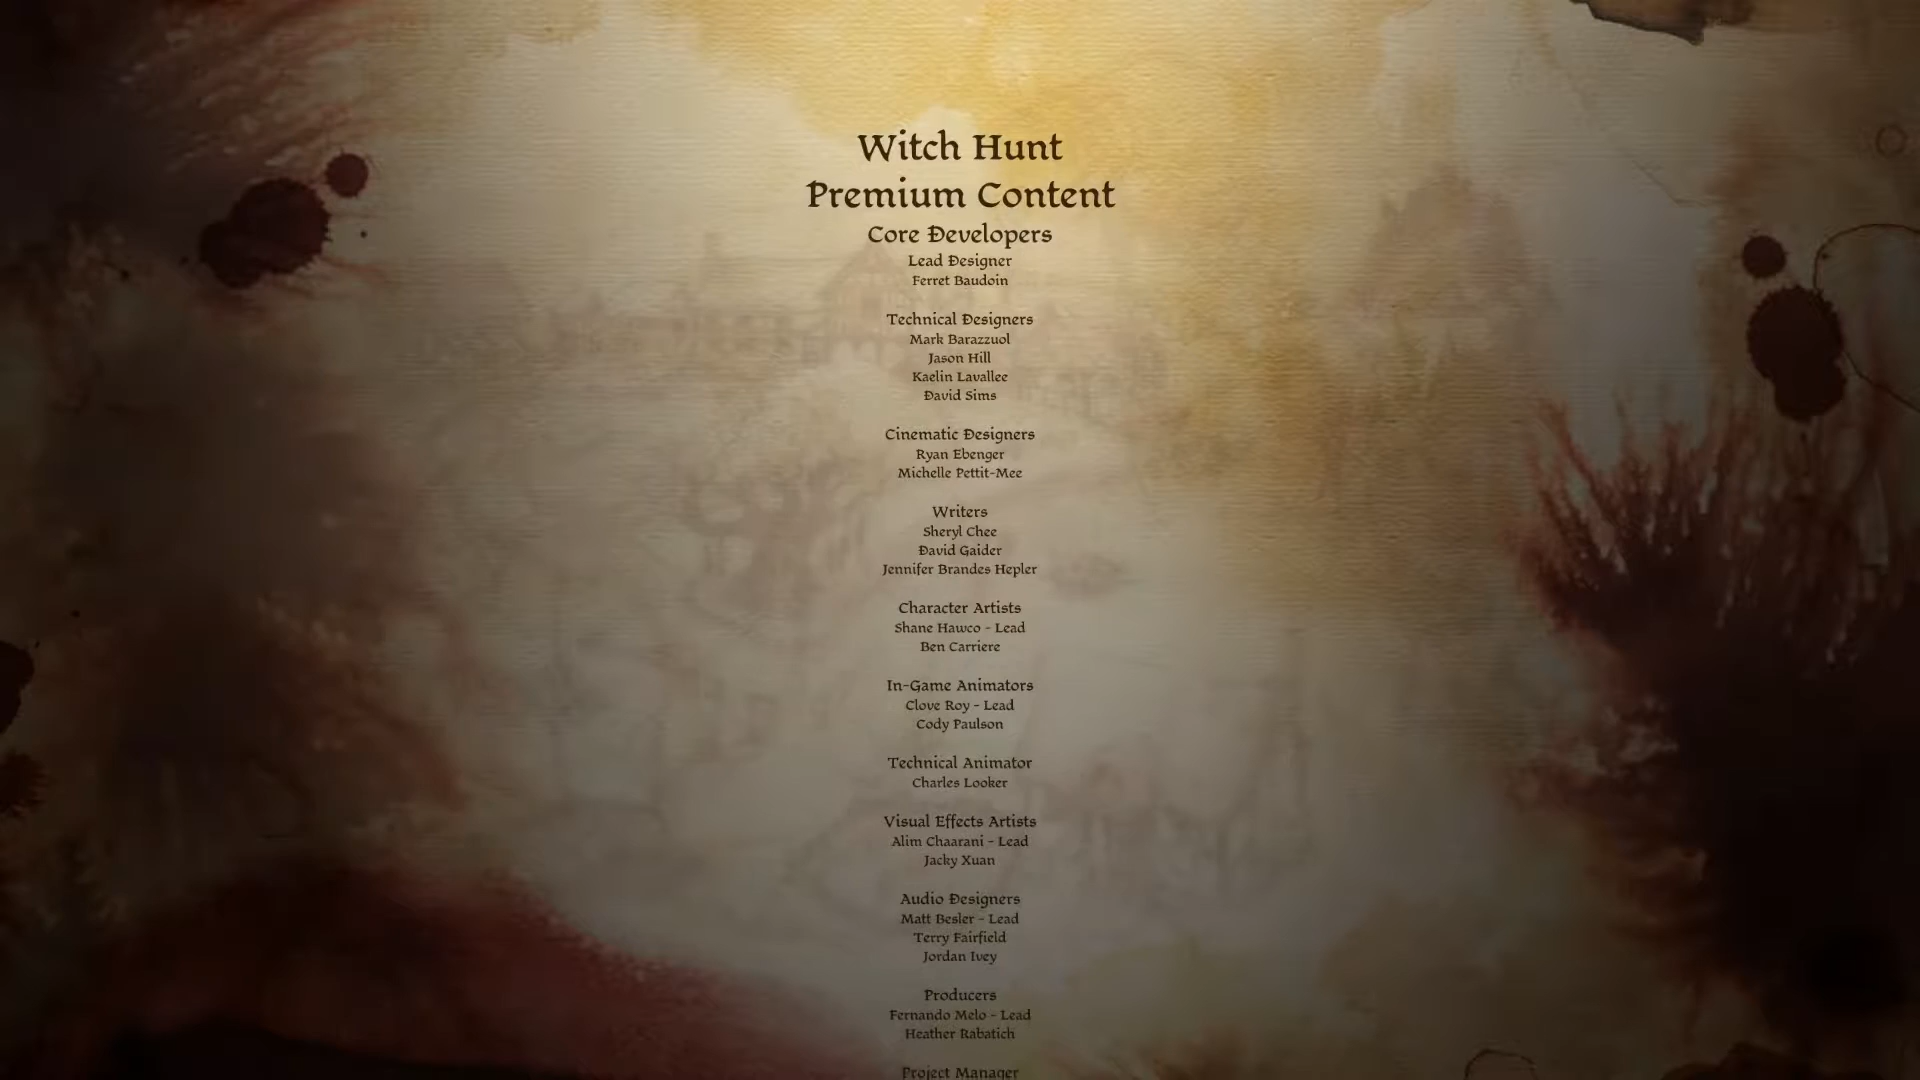 Witch Hunt
Premium Content
Core Developers
Lead Designer
Ferret Baudoin
Technical Designers
Mark Barazzuol
Jason Hill
Kaelin Lavallee
David Sims
Cinematic Designers
Ryan Ebenger
Michelle Pettit-Mee
Writers
Sheryl Chee
David Gaider
Jennifer Brandes Hepler
Character Artists
Shane Hawco - Lead
Ben Carriere
In-Game Animators
Clove Roy - Lead
Cody Paulson
Technical Animator
Charles Looker
Visual Effects Artists
Alim Chaarani - Lead
Jacky Xuan
Audio Designers
Matt Besler - Lead
Terry Fairfield
Jordan Ivey
Producers
Fernando Melo - Lead
Heather Rabatich
Project Manager